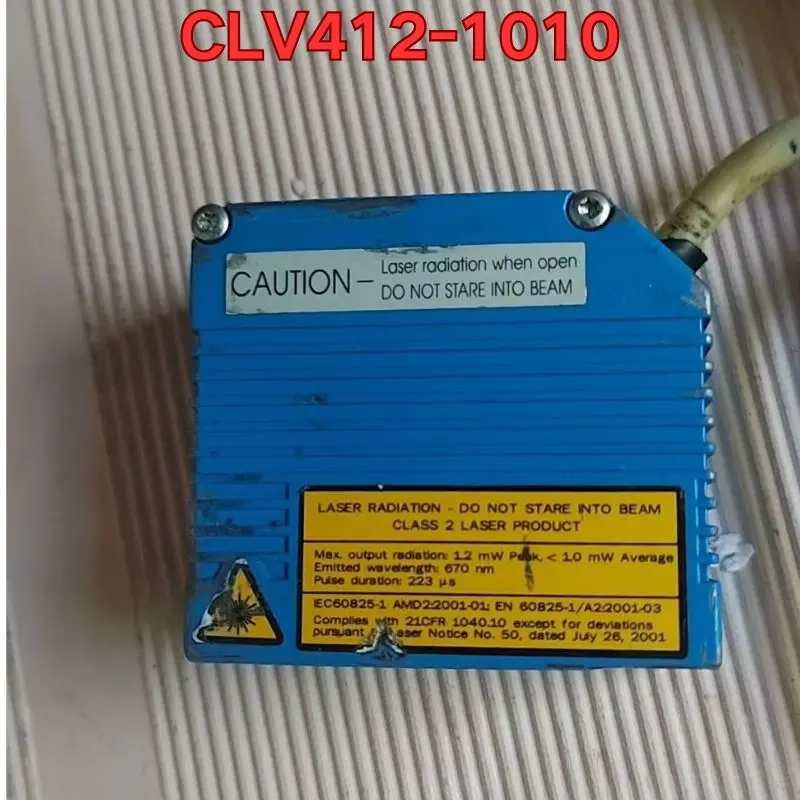 CLV412-1010
CAUTION – Laser radiation when open
DO NOT STARE INTO BEAM
LASER RADIATION - DO NOT STARE INTO BEAM
CLASS 2 LASER PRODUCT
Max. output radiation: 1.2 mW Peak, < 1.0 mW Average
Emitted wavelength: 670 nm
Pulse duration: 223 µs
IEC60825-1 AMD2:2001-01; EN 60825-1/A2:2001-03
Complies with 21CFR 1040.10 except for deviations
pursuant Laser Notice No. 50, dated July 26, 2001